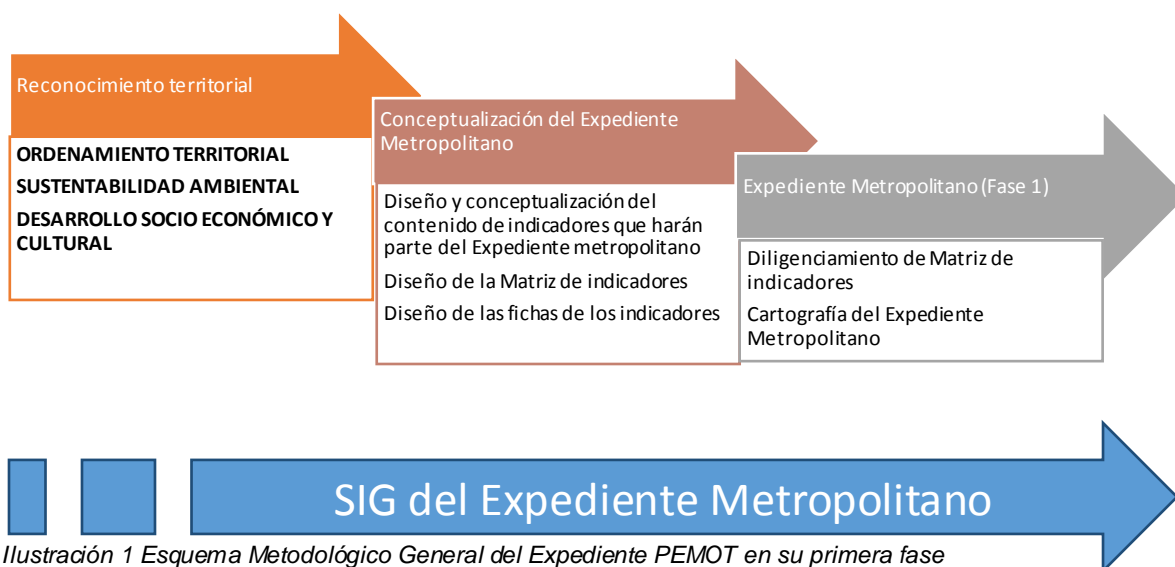 Reconocimiento territorial
ORDENAMIENTO TERRITORIAL
SUSTENTABILIDAD AMBIENTAL
DESARROLLO SOCIO ECONÓMICO Y
CULTURAL
Conceptualización del Expediente
Metropolitano
Diseño y conceptualización del
contenido de indicadores que harán
parte del Expediente metropolitano
Diseño de la Matriz de indicadores
Diseño de las fichas de los indicadores
Expediente Metropolitano (Fase 1)
Diligenciamiento de Matriz de
indicadores
Cartografía del Expediente
Metropolitano
SIG del Expediente Metropolitano
Ilustración 1 Esquema Metodológico General del Expediente PEMOT en su primera fase